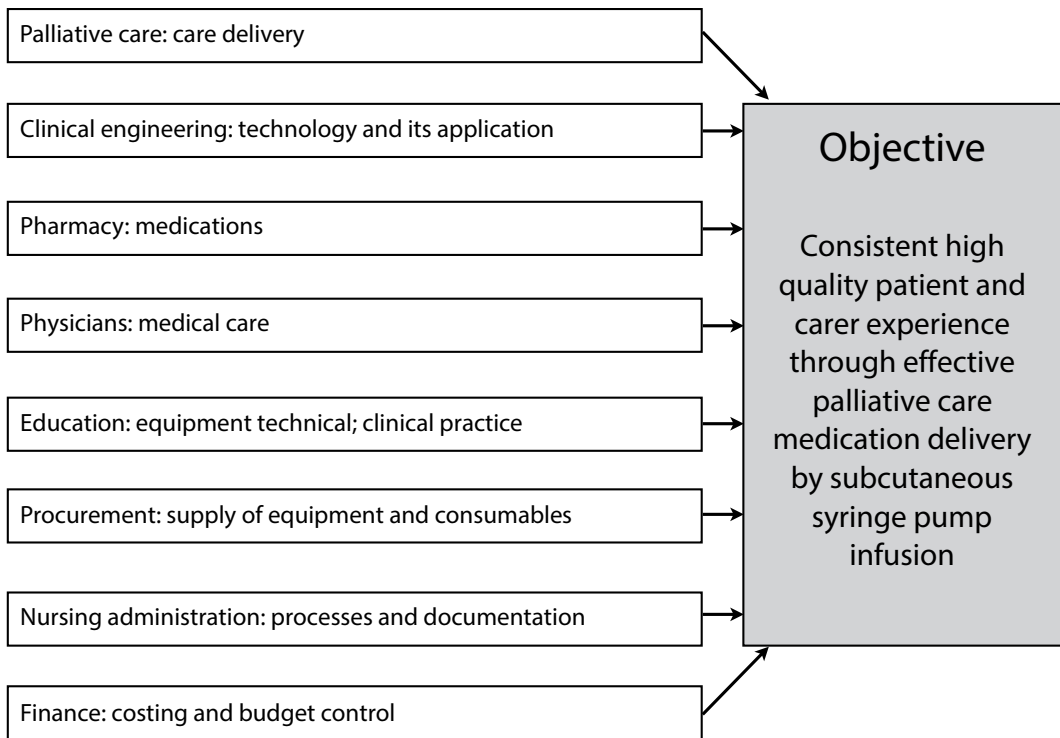 Palliative care: care delivery
Clinical engineering: technology and its application
Pharmacy: medications
Physicians: medical care
Education: equipment technical; clinical practice
Procurement: supply of equipment and consumables
Nursing administration: processes and documentation
Finance: costing and budget control
Objective
Consistent high
quality patient and
carer experience
through effective
palliative care
medication delivery
by subcutaneous
syringe pump
infusion